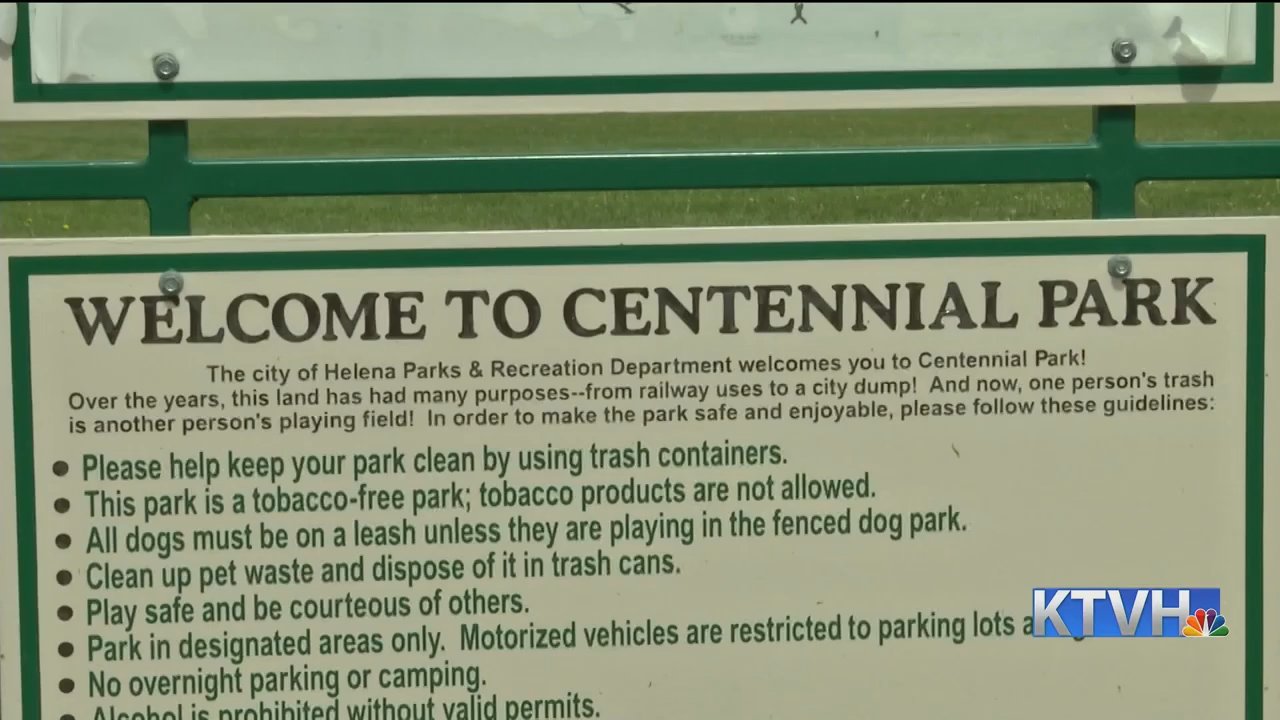 WELCOME TO CENTENNIAL PARK
The city of Helena Parks & Recreation Department welcomes you to Centennial Park!
Over the years, this land has had many purposes--from railway uses to a city dump!  And now, one person's trash
is another person's playing field!  In order to make the park safe and enjoyable, please follow these guidelines:
● Please help keep your park clean by using trash containers.
● This park is a tobacco-free park; tobacco products are not allowed.
● All dogs must be on a leash unless they are playing in the fenced dog park.
● Clean up pet waste and dispose of it in trash cans.
● Play safe and be courteous of others.
● Park in designated areas only.  Motorized vehicles are restricted to parking lots
● No overnight parking or camping.
● Alcohol is prohibited without valid permits.
KTVH